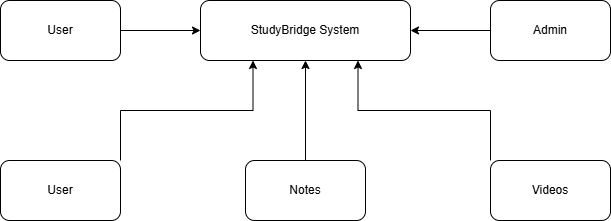 User
StudyBridge System
Admin
User
Notes
Videos